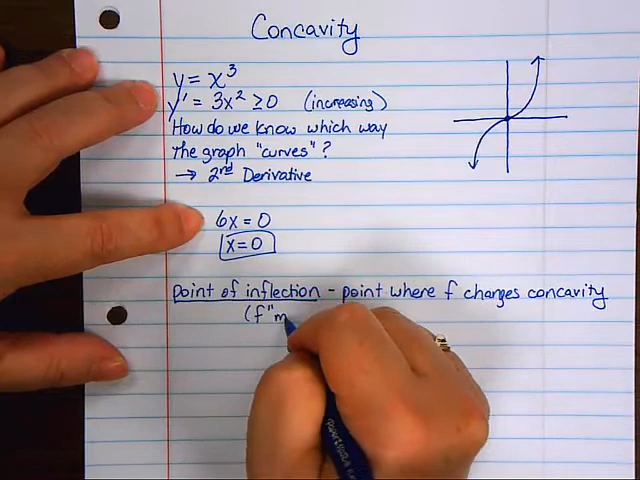 Concavity
y = x³
y' = 3x² ≥ 0 (increasing)
How do we know which way
the graph "curves"?
→ 2nd Derivative
6x = 0
x = 0
point of inflection - point where f changes concavity
(f"m